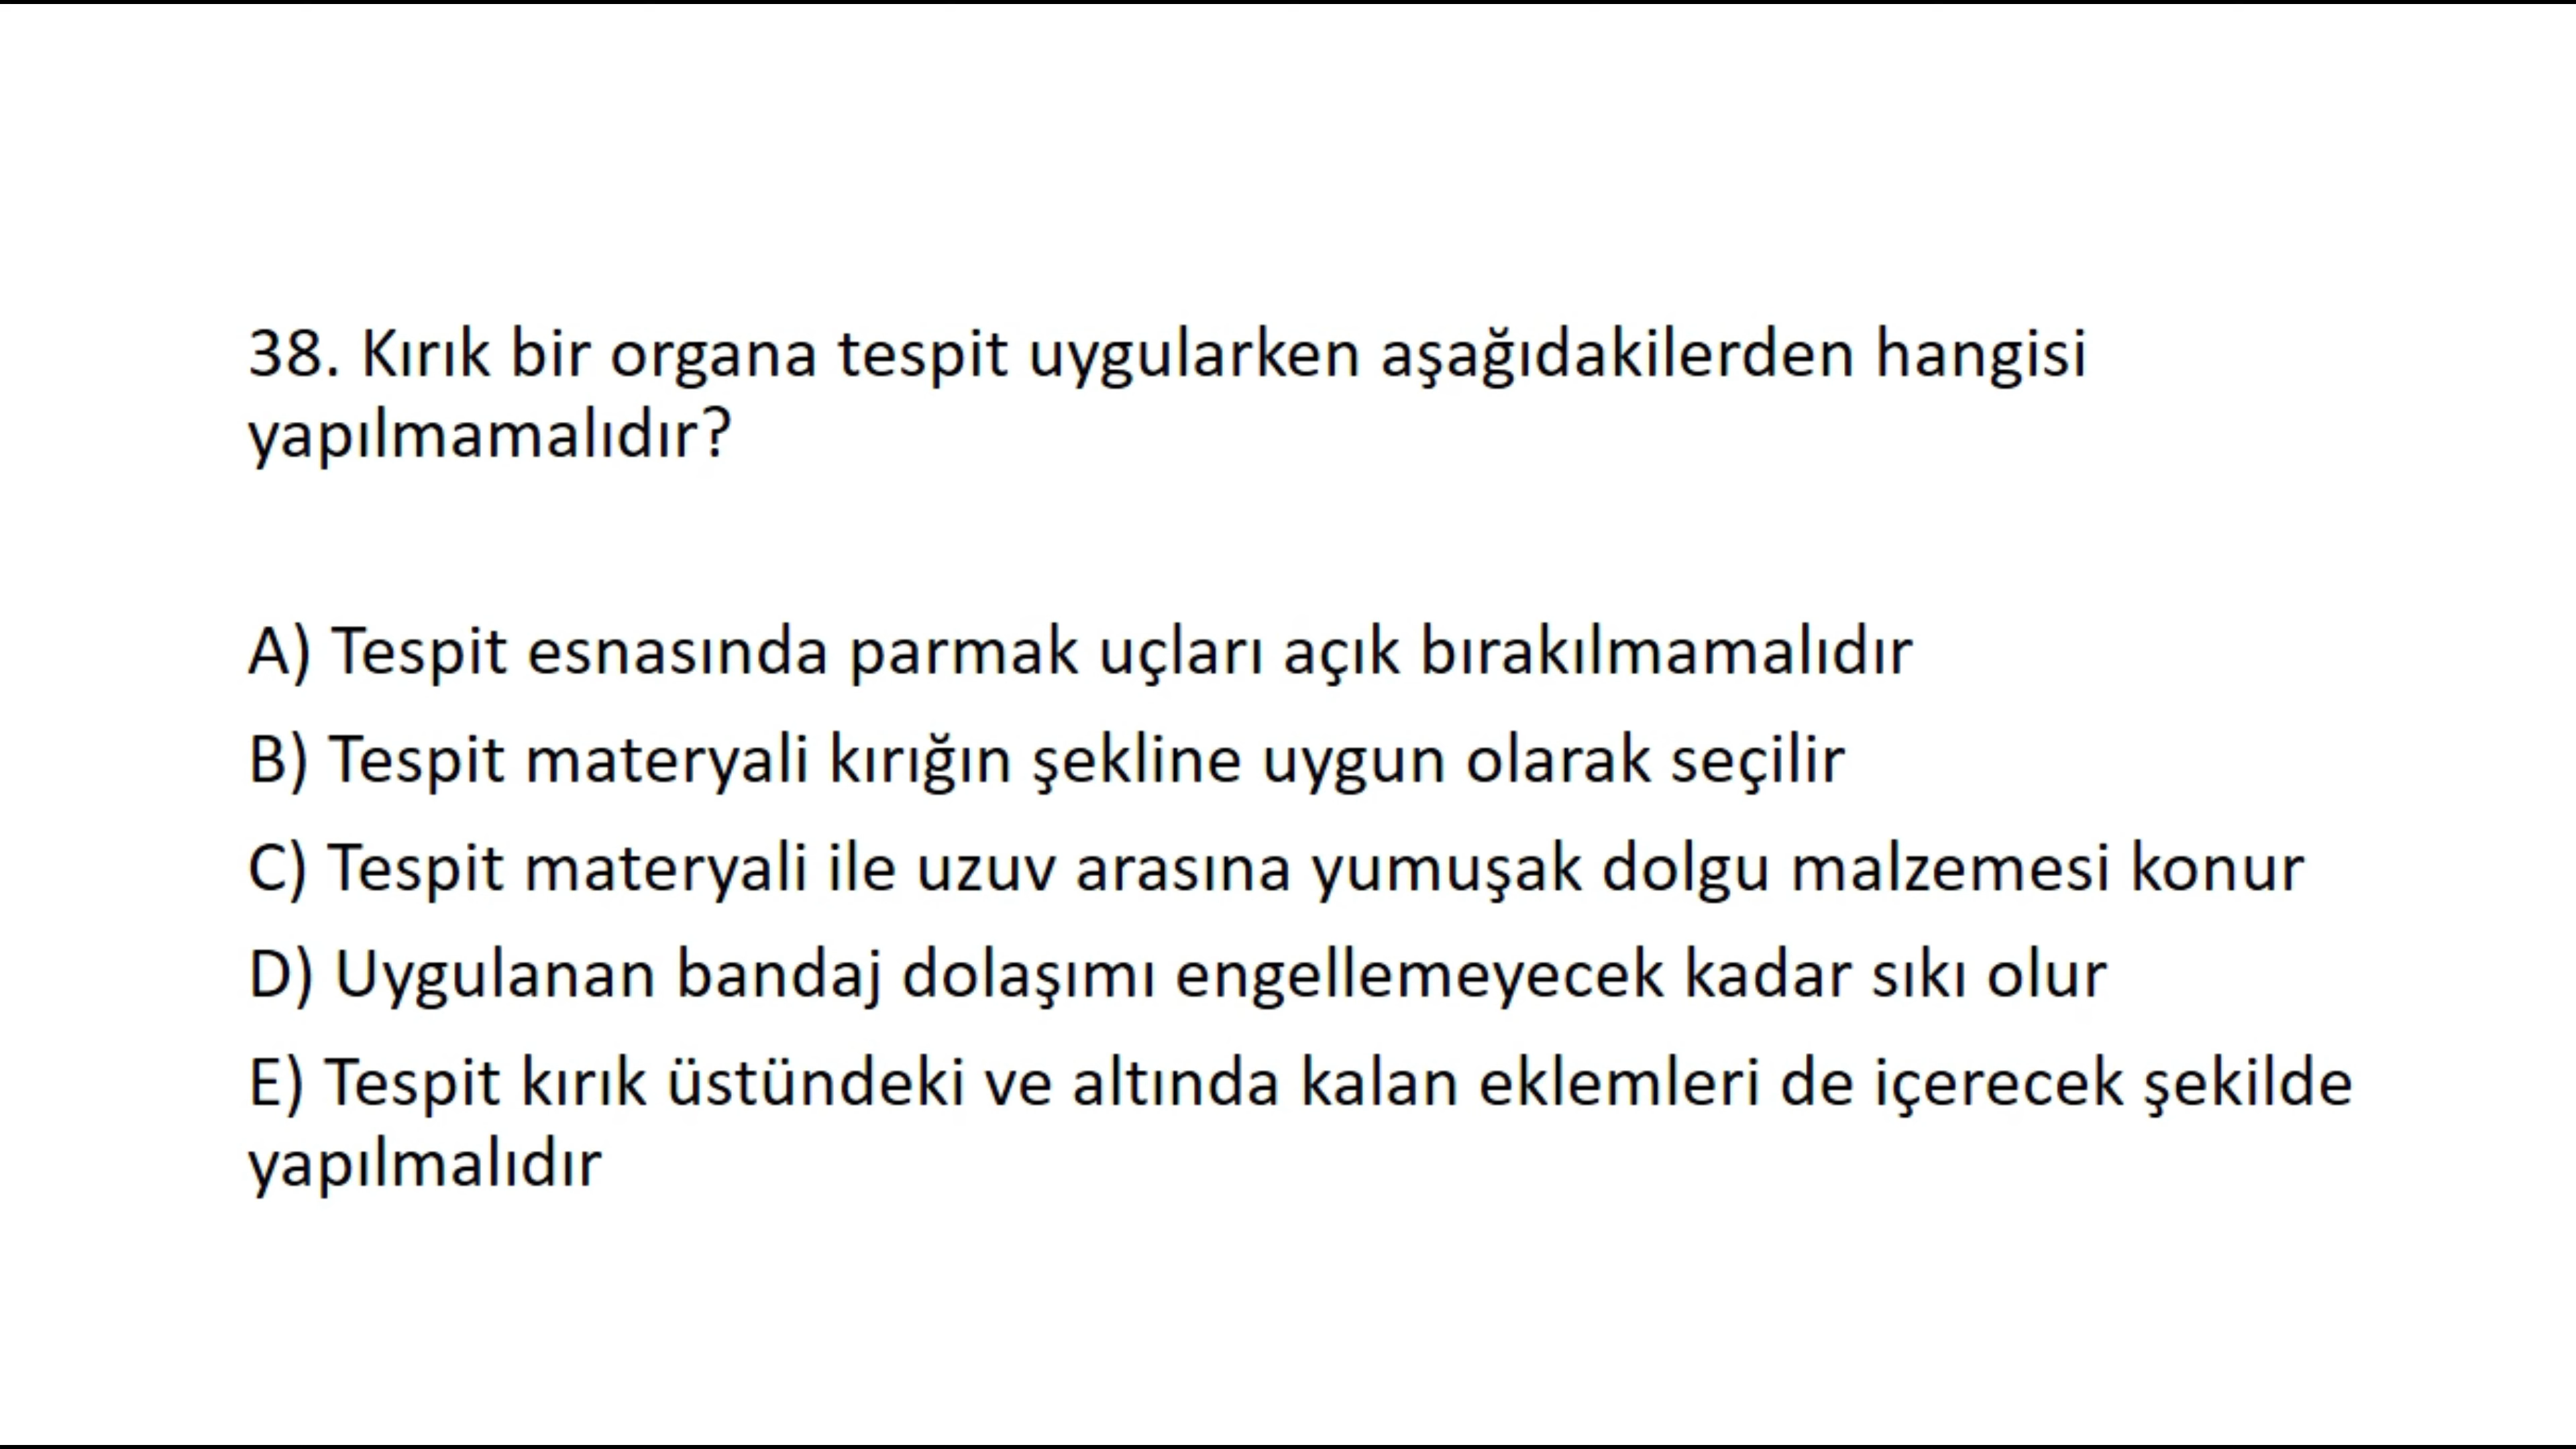 38. Kırık bir organa tespit uygularken aşağıdakilerden hangisi
yapılmamalıdır?
A) Tespit esnasında parmak uçları açık bırakılmamalıdır
B) Tespit materyali kırığın şekline uygun olarak seçilir
C) Tespit materyali ile uzuv arasına yumuşak dolgu malzemesi konur
D) Uygulanan bandaj dolaşımı engellemeyecek kadar sıkı olur
E) Tespit kırık üstündeki ve altında kalan eklemleri de içerecek şekilde
yapılmalıdır